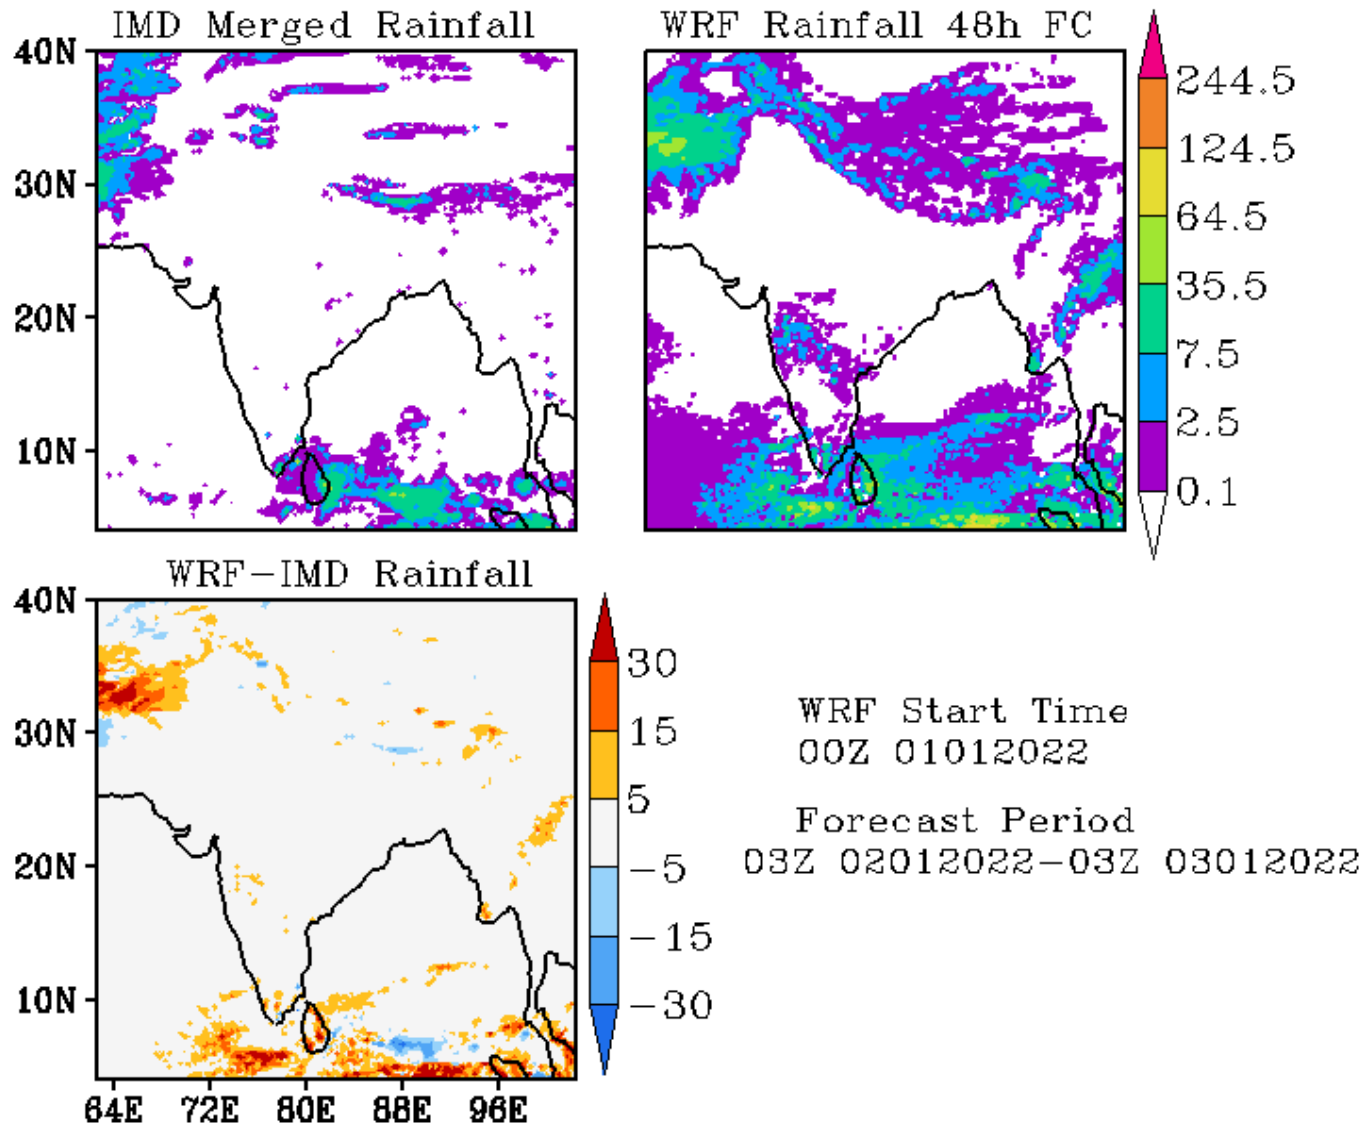 IMD Merged Rainfall
WRF Rainfall 48h FC
40N
30N
20N
10N
244.5
124.5
64.5
35.5
7.5
2.5
0.1
WRF-IMD Rainfall
40N
30N
20N
10N
64E 72E 80E 88E 96E
30
15
5
-5
-15
-30
WRF Start Time
00Z 01012022
Forecast Period
03Z 02012022-03Z 03012022